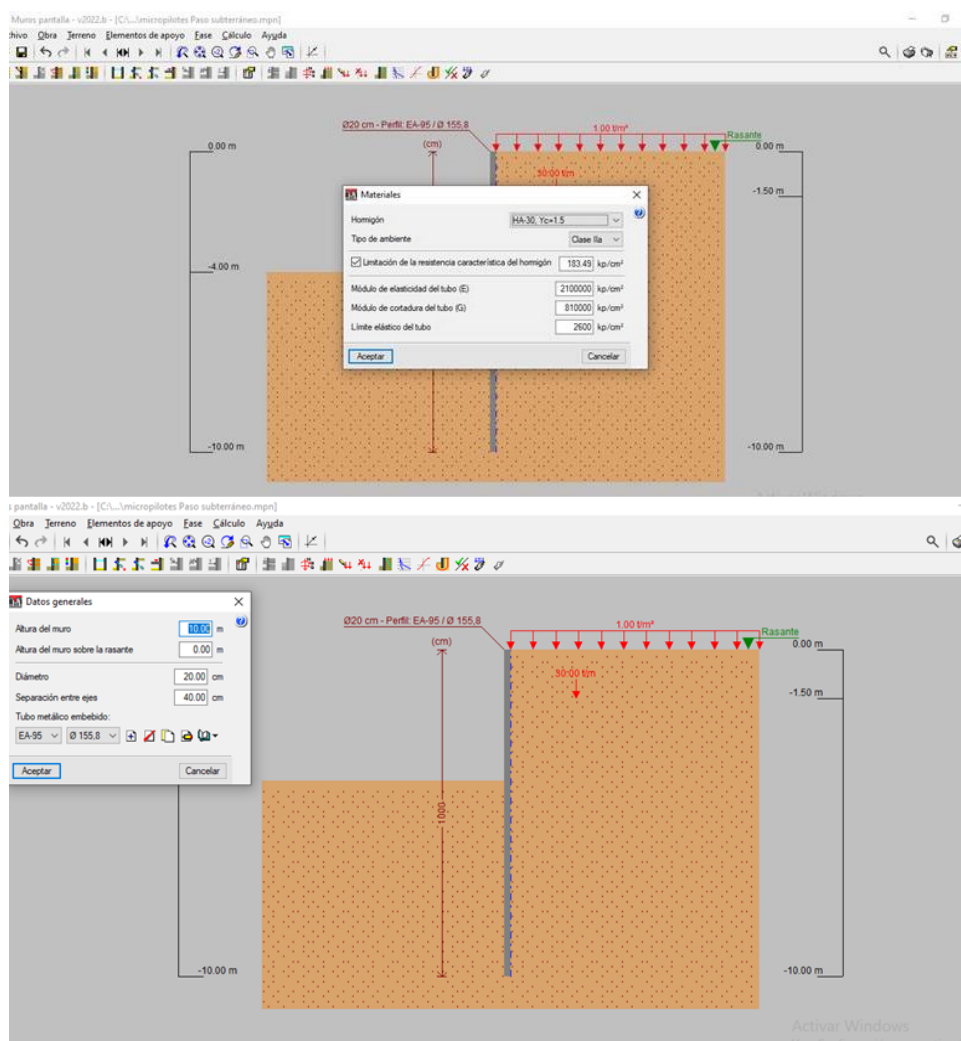 Muros pantalla - v2022.b - [C:\...\micropilotes Paso subterráneo.mpn]
hivo Obra Terreno Elementos de apoyo Fase Cálculo Ayuda
Ø20 cm - Perfil: EA-95 / Ø 155,8
(cm)
1.00 t/m²
Rasante
0.00 m
0.00 m
30.00 t/m
-1.50 m
Materiales
Hormigón
HA-30, Yc=1.5
Tipo de ambiente
Clase IIa
Limitación de la resistencia característica del hormigón 183.49 kp/cm²
-4.00 m
Módulo de elasticidad del tubo (E) 2100000 kp/cm²
Módulo de cortadura del tubo (G) 810000 kp/cm²
Límite elástico del tubo 2600 kp/cm²
Aceptar Cancelar
-10.00 m
-10.00 m
s pantalla - v2022.b - [C:\...\micropilotes Paso subterráneo.mpn]
Obra Terreno Elementos de apoyo Fase Cálculo Ayuda
Datos generales
Altura del muro 10.00 m
Altura del muro sobre la rasante 0.00 m
Diámetro 20.00 cm
Separación entre ejes 40.00 cm
Tubo metálico embebido:
EA-95 Ø 155,8
Aceptar Cancelar
Ø20 cm - Perfil: EA-95 / Ø 155,8
(cm)
1.00 t/m²
Rasante
0.00 m
30.00 t/m
-1.50 m
1000
-10.00 m
-10.00 m
Activar Windows